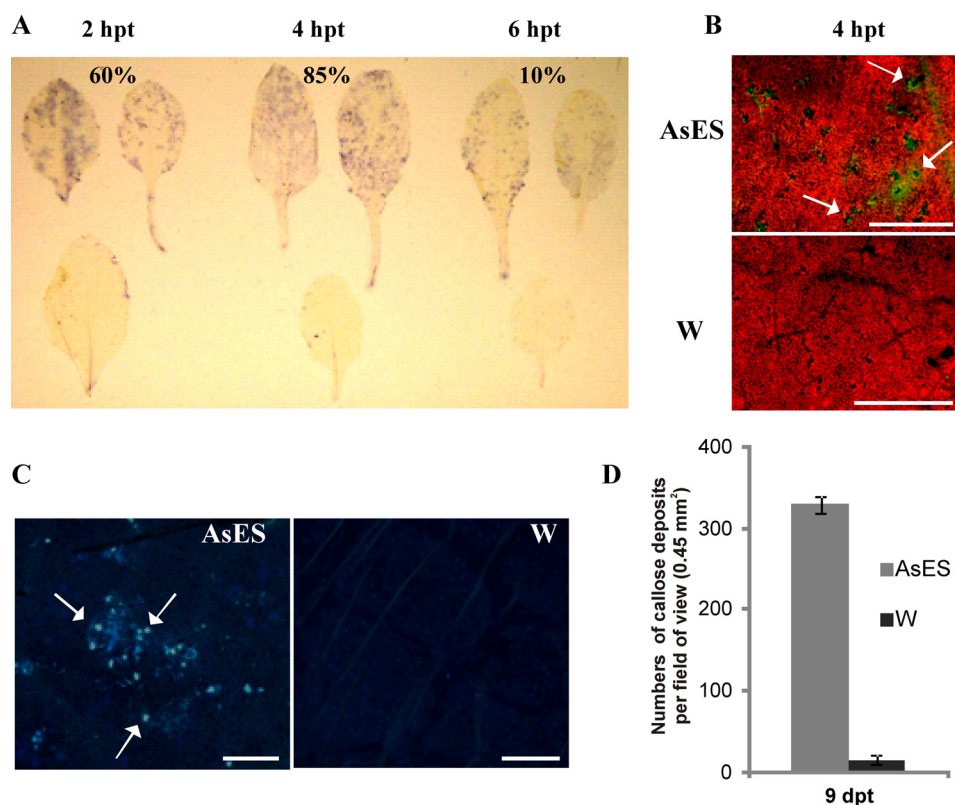 A
2 hpt 4 hpt 6 hpt
60% 85% 10%
B
4 hpt
AsES
W
C
AsES
W
D
Numbers of callose deposits
per field of view (0.45 mm²)
400
300
200
100
0
9 dpt
AsES
W